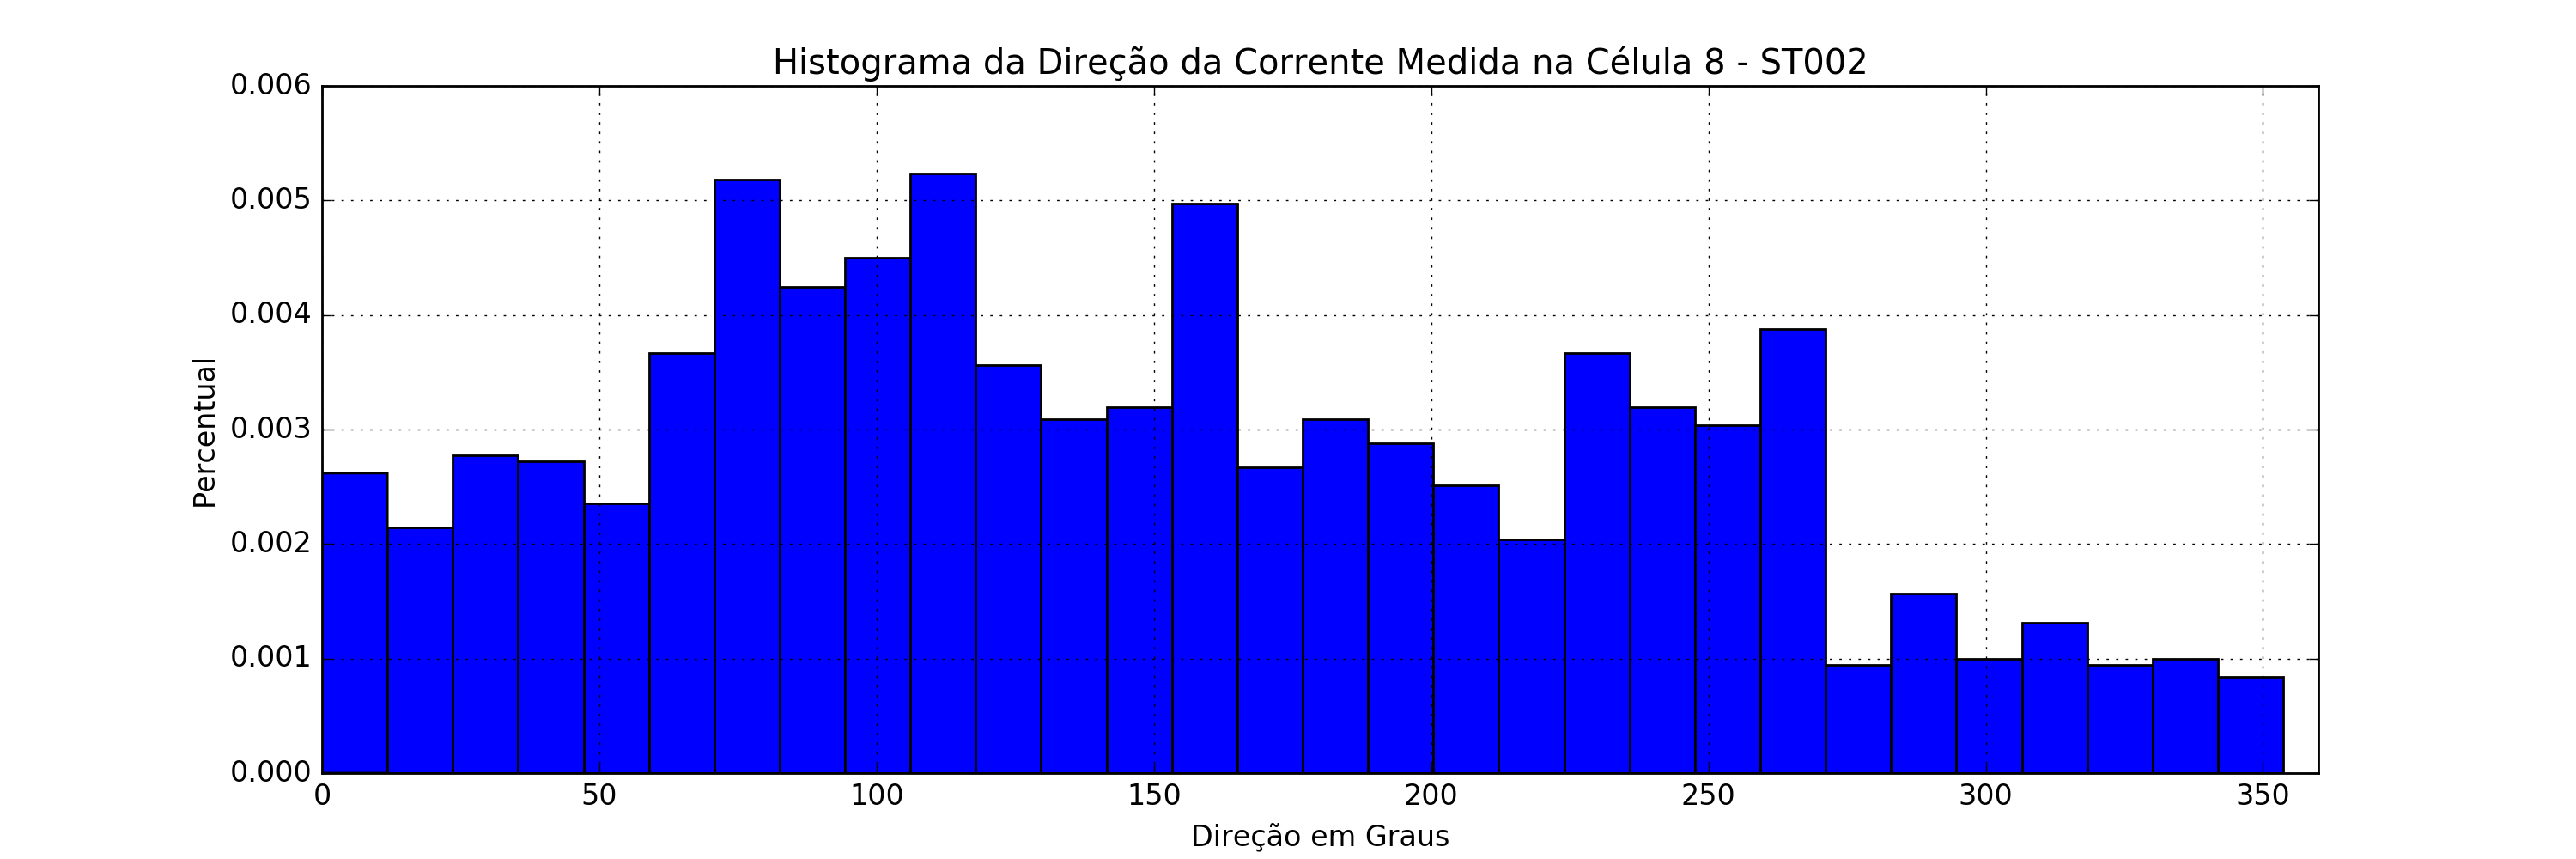 Histograma da Direção da Corrente Medida na Célula 8 - ST002
0.006
0.005
0.004
0.003
0.002
0.001
0.000
Percentual
0 50 100 150 200 250 300 350
Direção em Graus